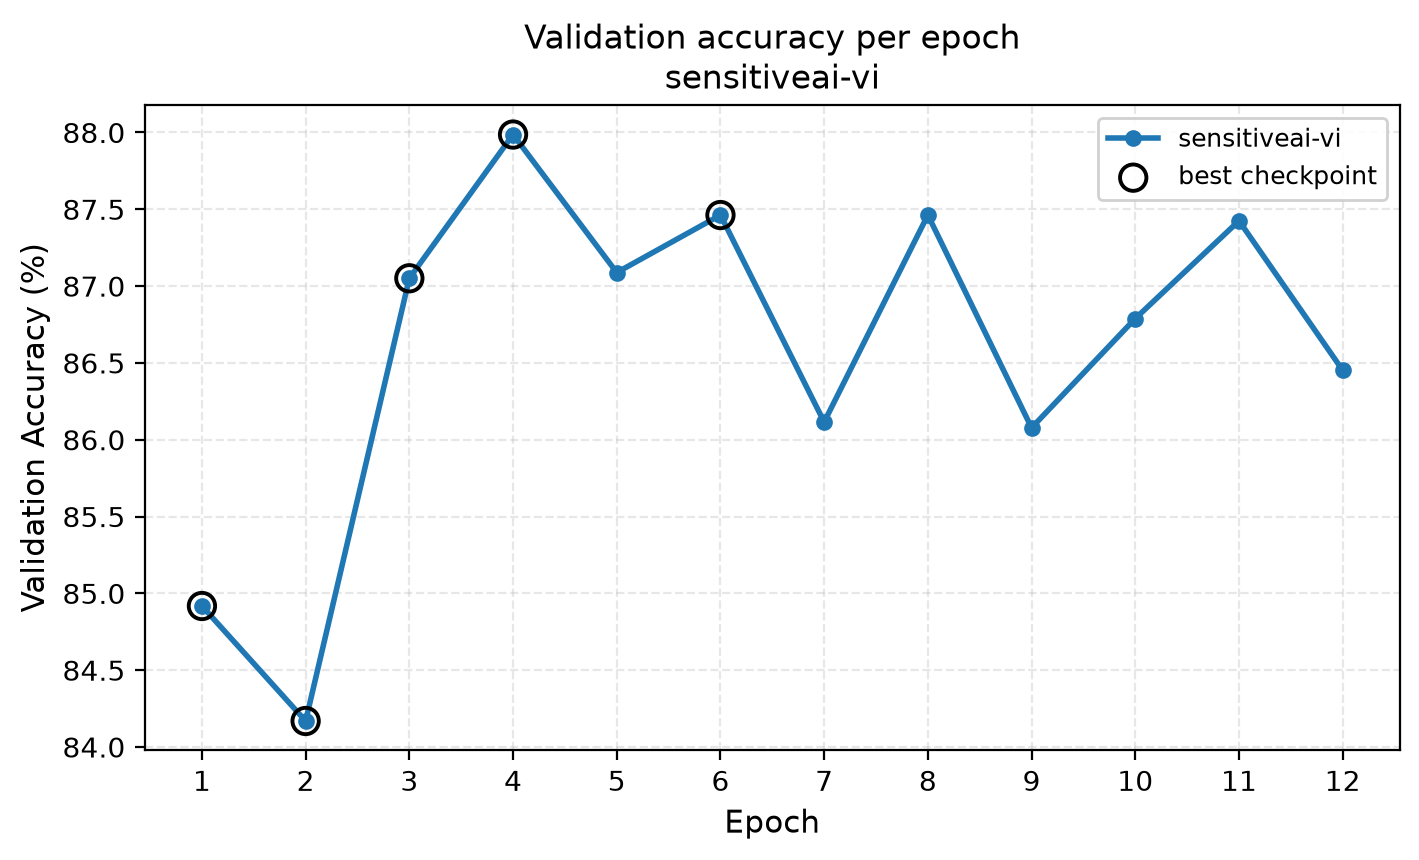 Validation accuracy per epoch
sensitiveai-vi
sensitiveai-vi
best checkpoint
Validation Accuracy (%)
88.0
87.5
87.0
86.5
86.0
85.5
85.0
84.5
84.0
1 2 3 4 5 6 7 8 9 10 11 12
Epoch